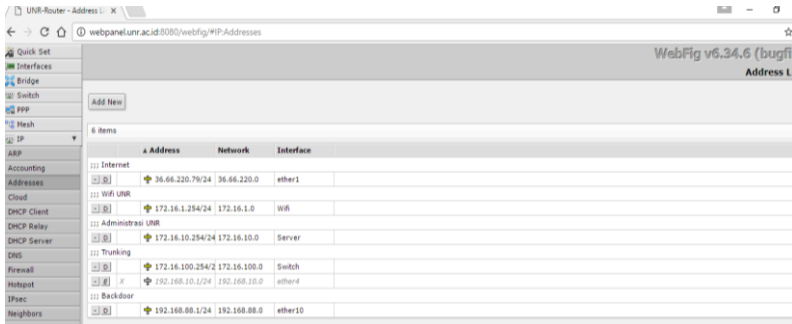 UNR-Router - Address Li
webpanel.unr.ac.id:8080/webfig/#IP:Addresses
Quick Set
Interfaces
Bridge
Switch
PPP
Mesh
IP
ARP
Accounting
Addresses
Cloud
DHCP Client
DHCP Relay
DHCP Server
DNS
Firewall
Hotspot
IPsec
Neighbors
WebFig v6.34.6 (bugfi
Address L
Add New
6 items
Address Network Interface
;;; Internet
- D 36.66.220.79/24 36.66.220.0 ether1
;;; Wifi UNR
- D 172.16.1.254/24 172.16.1.0 Wifi
;;; Administrasi UNR
- D 172.16.10.254/24 172.16.10.0 Server
;;; Trunking
- D 172.16.100.254/2 172.16.100.0 Switch
- E X 192.168.10.1/24 192.168.10.0 ether4
;;; Backdoor
- D 192.168.88.1/24 192.168.88.0 ether10